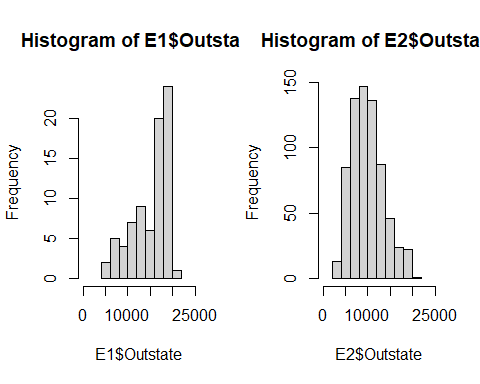 Histogram of E1$Outsta
Frequency
0 5 10 15 20
0 10000 25000
E1$Outstate
Histogram of E2$Outsta
Frequency
0 50 100 150
0 10000 25000
E2$Outstate